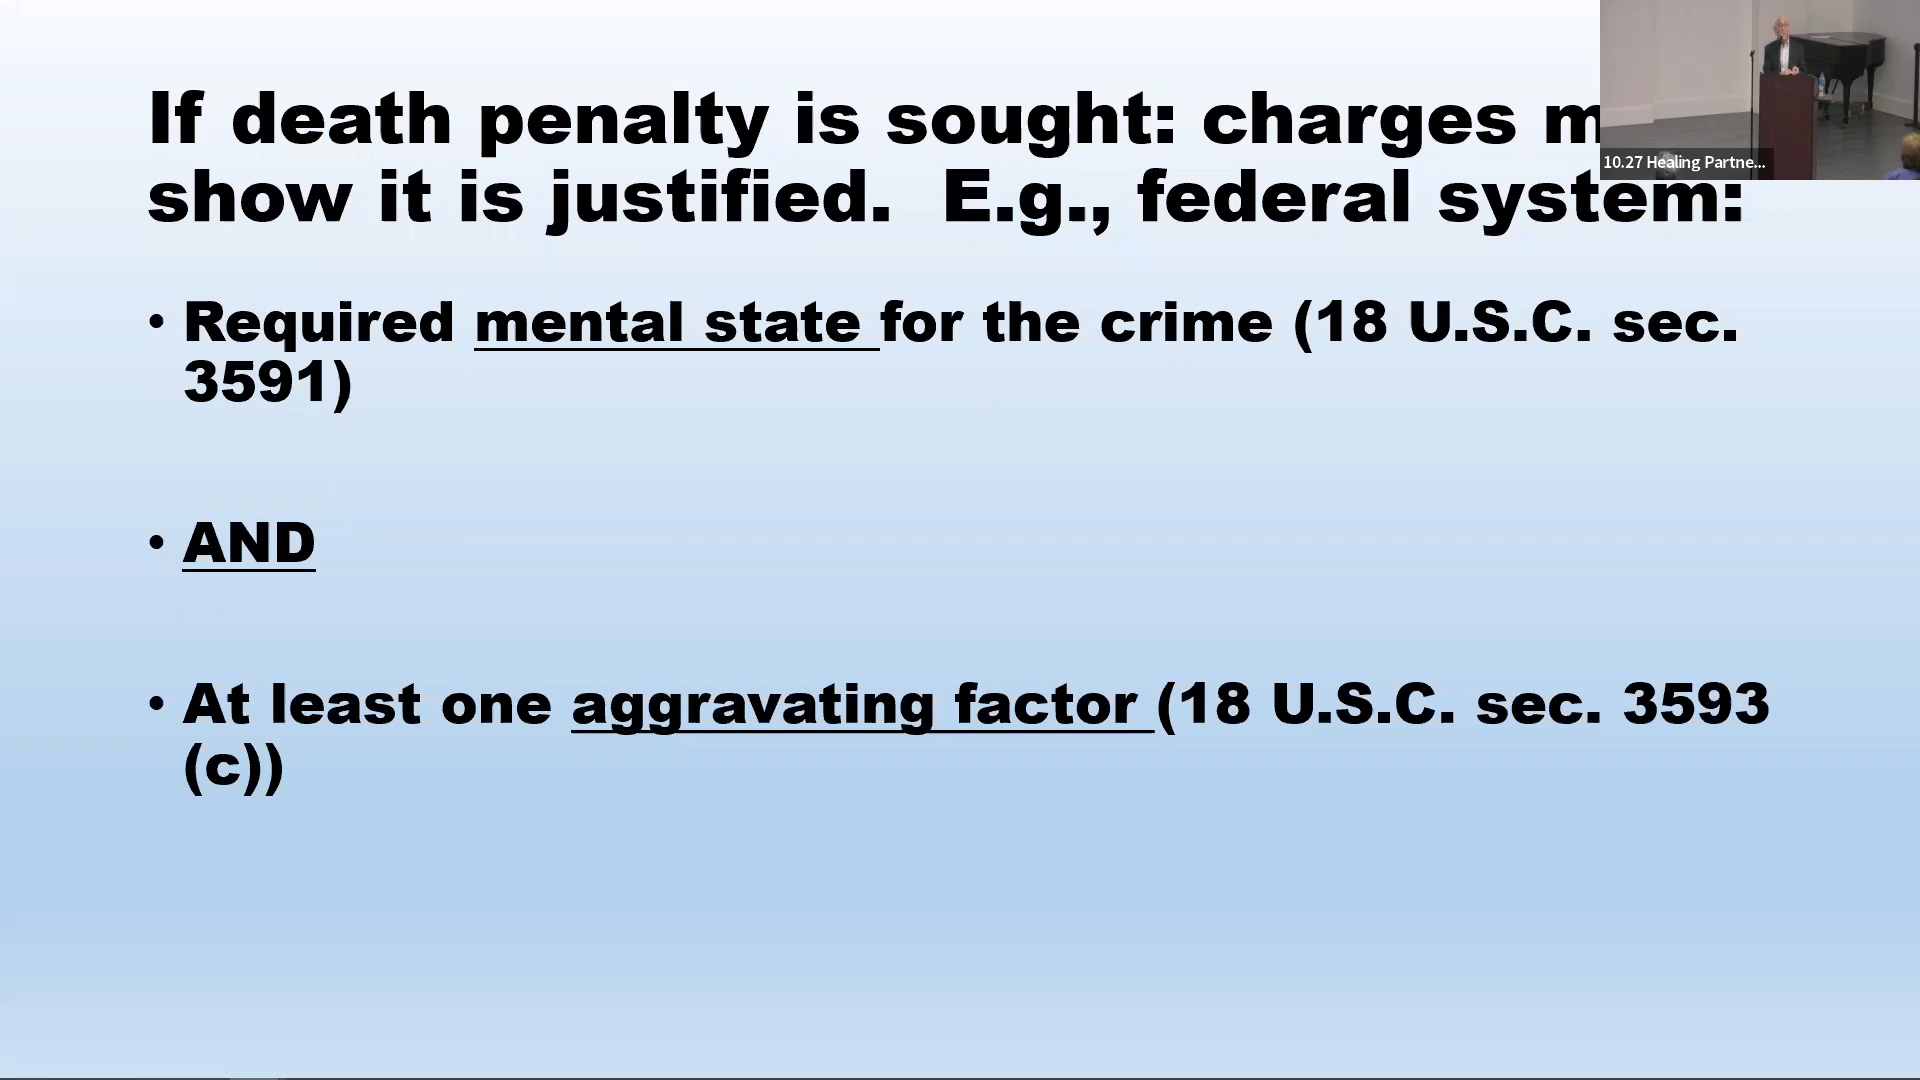 If death penalty is sought: charges
show it is justified.  E.g., federal system:
• Required mental state for the crime (18 U.S.C. sec.
3591)
• AND
• At least one aggravating factor (18 U.S.C. sec. 3593
(c))
10.27 Healing Partne...